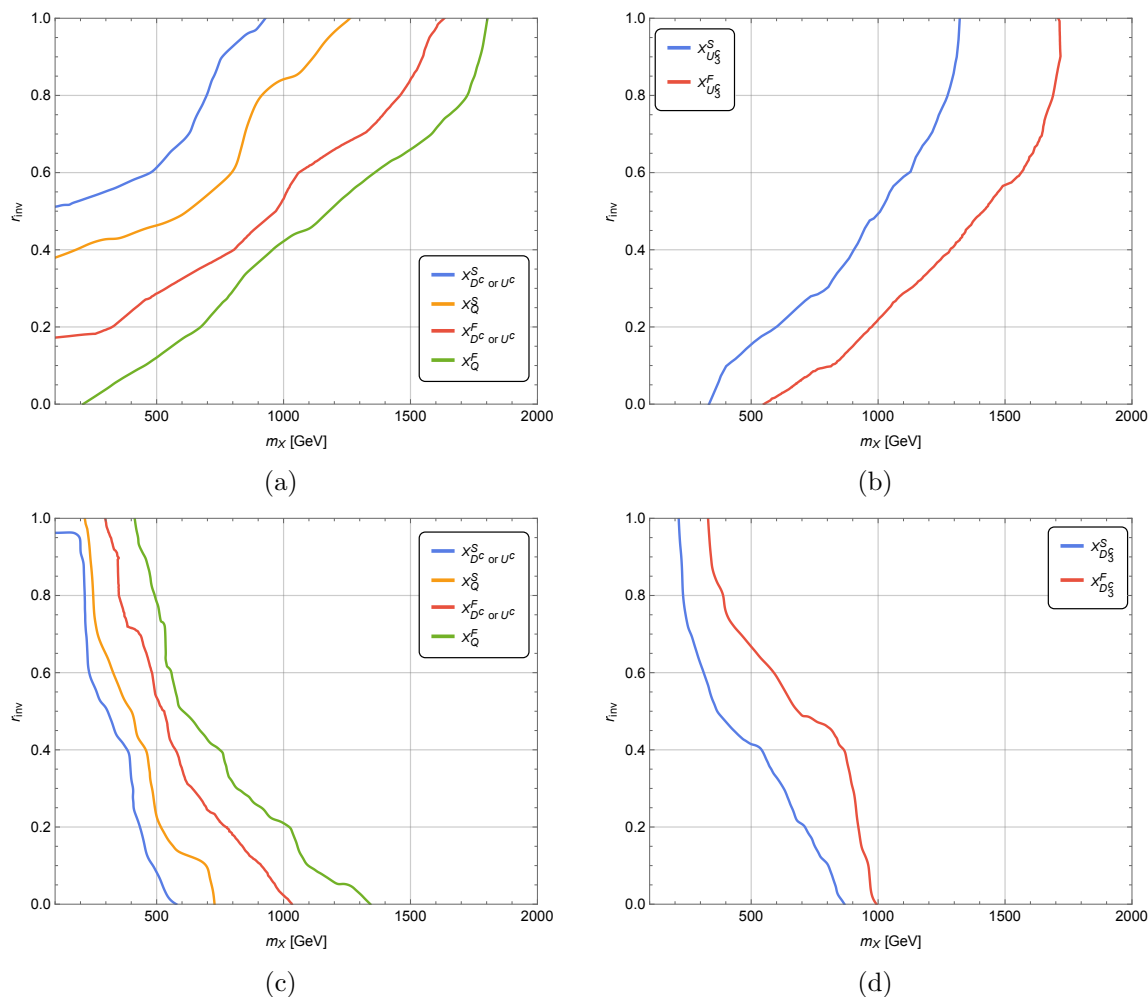 1.0
0.8
0.6
0.4
0.2
0.0
r_inv
500 1000 1500 2000
m_X [GeV]
X^S_{D^c or U^c}
X^S_Q
X^F_{D^c or U^c}
X^F_Q
(a)
1.0
0.8
0.6
0.4
0.2
0.0
r_inv
500 1000 1500 2000
m_X [GeV]
X^S_{U^c_3}
X^F_{U^c_3}
(b)
1.0
0.8
0.6
0.4
0.2
0.0
r_inv
500 1000 1500 2000
m_X [GeV]
X^S_{D^c or U^c}
X^S_Q
X^F_{D^c or U^c}
X^F_Q
(c)
1.0
0.8
0.6
0.4
0.2
0.0
r_inv
500 1000 1500 2000
m_X [GeV]
X^S_{D^c_3}
X^F_{D^c_3}
(d)